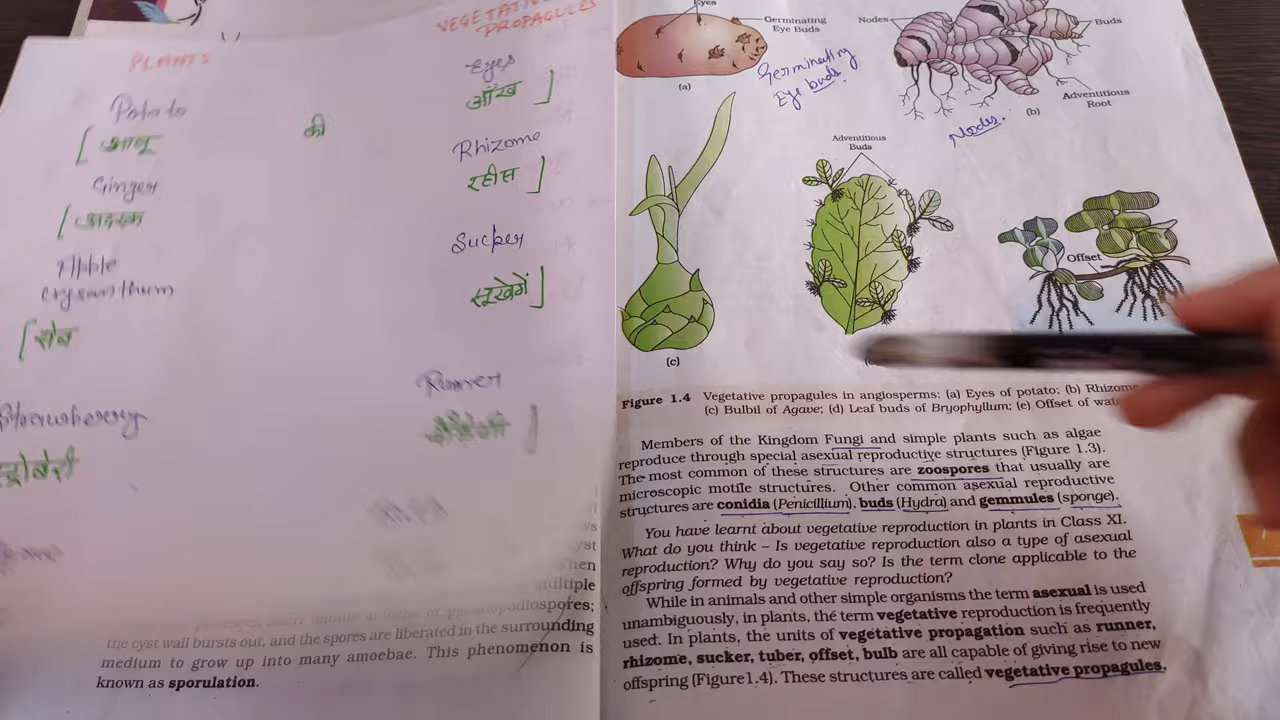 PLANTS
VEGETATIVE
PROPAGULES
Potato
[ आलू
की
Eyes
आँख ]
Ginger
[ अदरक
Rhizome
]
Apple
crysanthum
[ सेब
Sucker
]
Strawberry
Runner
]
multiple
the cyst wall bursts out, and the spores are liberated in the surrounding
medium to grow up into many amoebae. This phenomenon is
known as sporulation.
Eyes
Germinating
Eye Buds
(a)
Germinating
Eye buds.
Nodes
Buds
Adventitious
Root
(b)
Nodes.
Adventitious
Buds
Offset
(c)
Figure 1.4 Vegetative propagules in angiosperms: (a) Eyes of potato; (b) Rhizome
(c) Bulbil of Agave; (d) Leaf buds of Bryophyllum; (e) Offset of
Members of the Kingdom Fungi and simple plants such as algae
reproduce through special asexual reproductive structures (Figure 1.3).
The most common of these structures are zoospores that usually are
microscopic motile structures. Other common asexual reproductive
structures are conidia (Penicillium), buds (Hydra) and gemmules (sponge).
You have learnt about vegetative reproduction in plants in Class XI.
What do you think – Is vegetative reproduction also a type of asexual
reproduction? Why do you say so? Is the term clone applicable to the
offspring formed by vegetative reproduction?
While in animals and other simple organisms the term asexual is used
unambiguously, in plants, the term vegetative reproduction is frequently
used. In plants, the units of vegetative propagation such as runner,
rhizome, sucker, tuber, offset, bulb are all capable of giving rise to new
offspring (Figure1.4). These structures are called vegetative propagules.